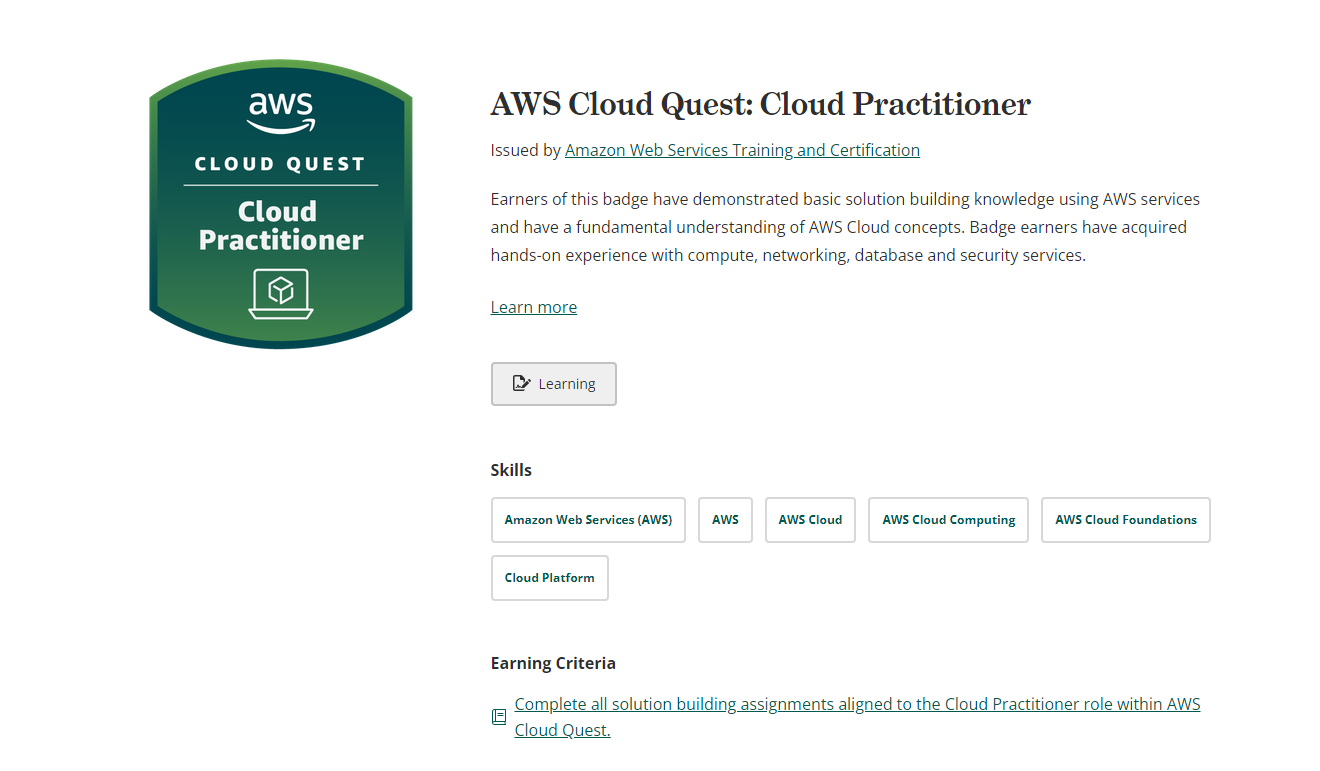 aws
CLOUD QUEST
Cloud
Practitioner
AWS Cloud Quest: Cloud Practitioner
Issued by Amazon Web Services Training and Certification
Earners of this badge have demonstrated basic solution building knowledge using AWS services
and have a fundamental understanding of AWS Cloud concepts. Badge earners have acquired
hands-on experience with compute, networking, database and security services.
Learn more
Learning
Skills
Amazon Web Services (AWS)
AWS
AWS Cloud
AWS Cloud Computing
AWS Cloud Foundations
Cloud Platform
Earning Criteria
Complete all solution building assignments aligned to the Cloud Practitioner role within AWS
Cloud Quest.